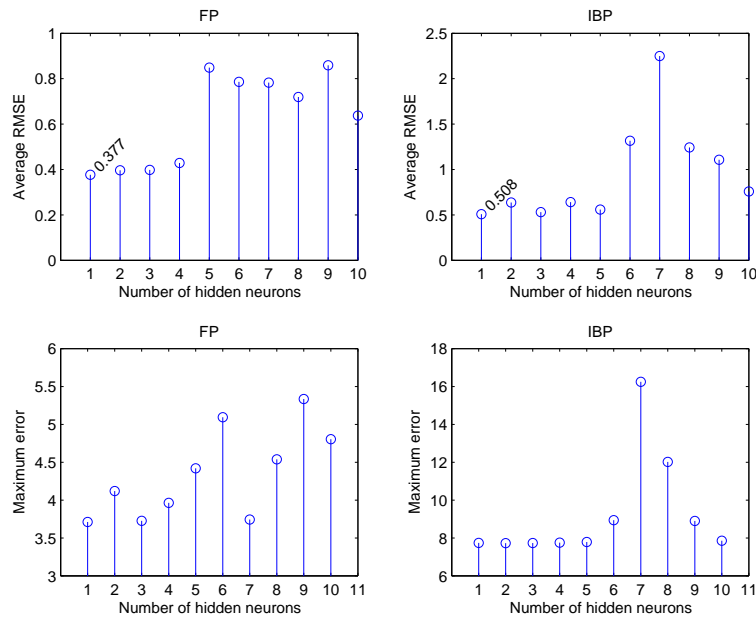 FP
1
0.8
0.6
0.4
0.2
0
Average RMSE
0.377
1 2 3 4 5 6 7 8 9 10
Number of hidden neurons
IBP
2.5
2
1.5
1
0.5
0
Average RMSE
0.508
1 2 3 4 5 6 7 8 9 10
Number of hidden neurons
FP
6
5.5
5
4.5
4
3.5
3
Maximum error
1 2 3 4 5 6 7 8 9 10 11
Number of hidden neurons
IBP
18
16
14
12
10
8
6
Maximum error
1 2 3 4 5 6 7 8 9 10 11
Number of hidden neurons